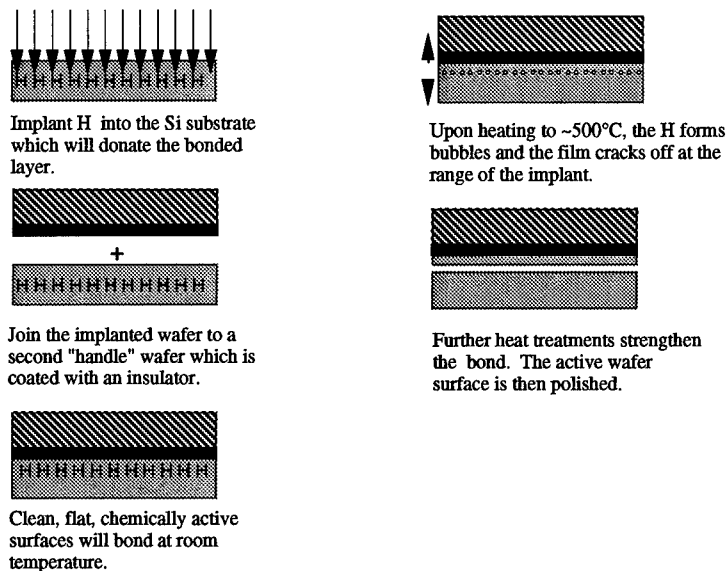 H H H H H H H H H H H
Implant H into the Si substrate
which will donate the bonded
layer.
+
H H H H H H H H H H H
Join the implanted wafer to a
second "handle" wafer which is
coated with an insulator.
H H H H H H H H H H H
Clean, flat, chemically active
surfaces will bond at room
temperature.
Upon heating to ~500°C, the H forms
bubbles and the film cracks off at the
range of the implant.
Further heat treatments strengthen
the bond. The active wafer
surface is then polished.